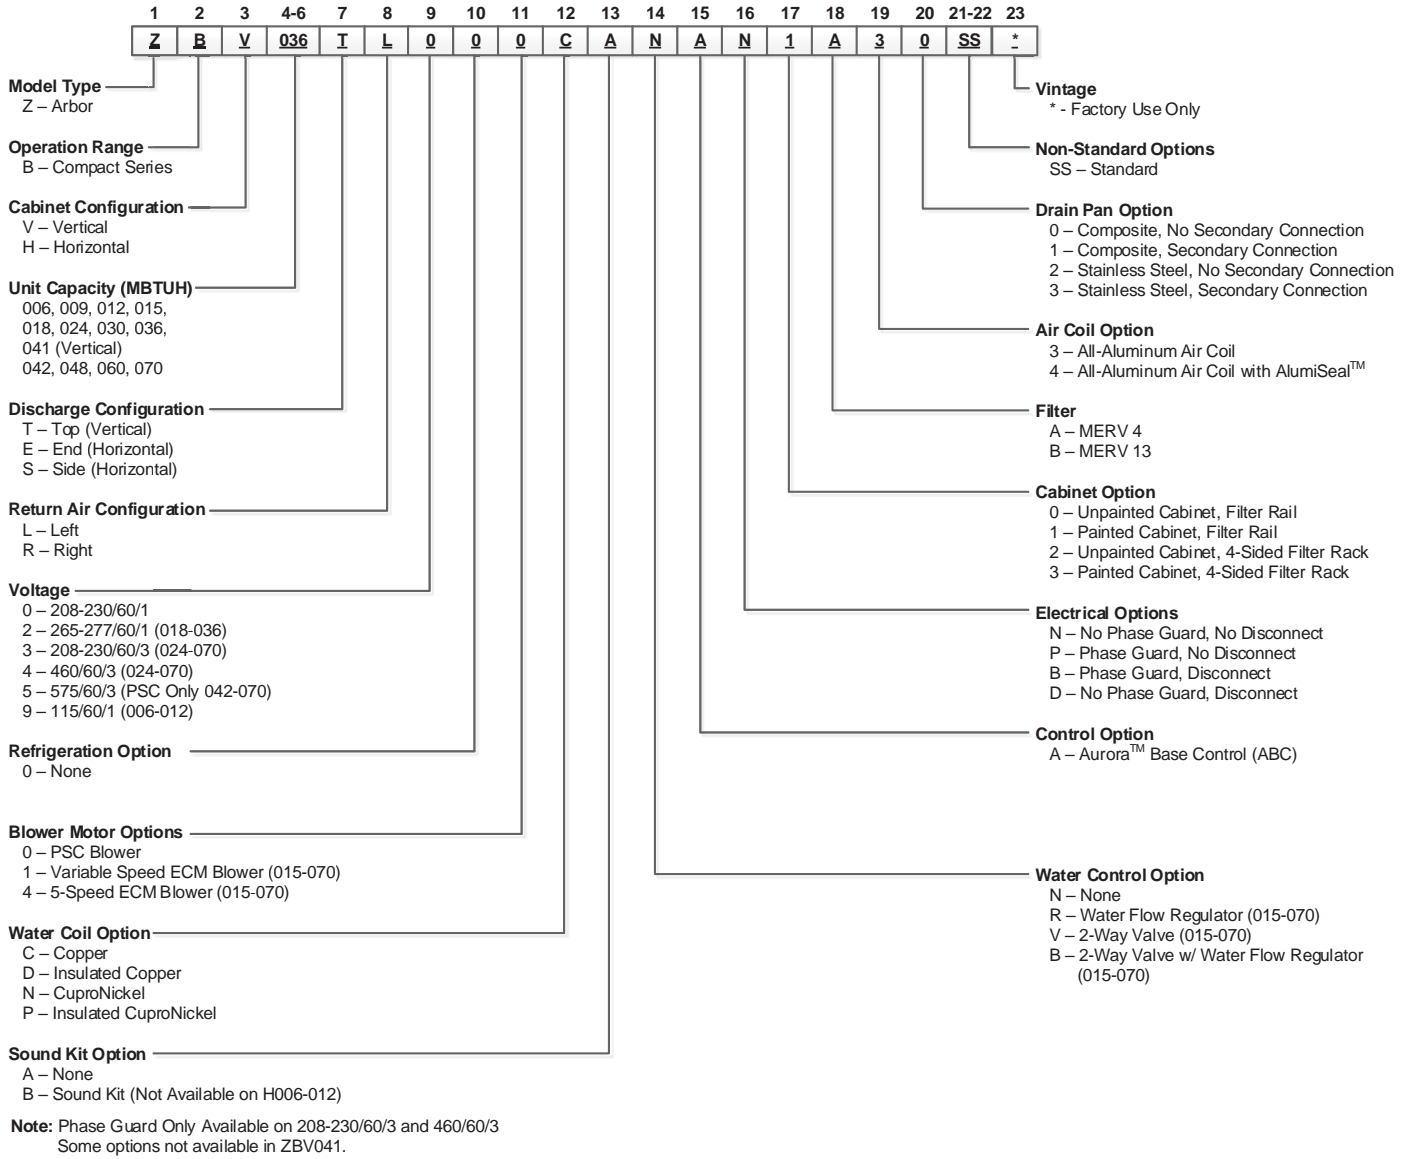 1 2 3 4-6 7 8 9 10 11 12 13 14 15 16 17 18 19 20 21-22 23
Z B V 036 T L 0 0 0 C A N A N 1 A 3 0 SS *
Model Type
Z – Arbor
Operation Range
B – Compact Series
Cabinet Configuration
V – Vertical
H – Horizontal
Unit Capacity (MBTUH)
006, 009, 012, 015,
018, 024, 030, 036,
041 (Vertical)
042, 048, 060, 070
Discharge Configuration
T – Top (Vertical)
E – End (Horizontal)
S – Side (Horizontal)
Return Air Configuration
L – Left
R – Right
Voltage
0 – 208-230/60/1
2 – 265-277/60/1 (018-036)
3 – 208-230/60/3 (024-070)
4 – 460/60/3 (024-070)
5 – 575/60/3 (PSC Only 042-070)
9 – 115/60/1 (006-012)
Refrigeration Option
0 – None
Blower Motor Options
0 – PSC Blower
1 – Variable Speed ECM Blower (015-070)
4 – 5-Speed ECM Blower (015-070)
Water Coil Option
C – Copper
D – Insulated Copper
N – CuproNickel
P – Insulated CuproNickel
Sound Kit Option
A – None
B – Sound Kit (Not Available on H006-012)
Vintage
* - Factory Use Only
Non-Standard Options
SS – Standard
Drain Pan Option
0 – Composite, No Secondary Connection
1 – Composite, Secondary Connection
2 – Stainless Steel, No Secondary Connection
3 – Stainless Steel, Secondary Connection
Air Coil Option
3 – All-Aluminum Air Coil
4 – All-Aluminum Air Coil with AlumiSeal™
Filter
A – MERV 4
B – MERV 13
Cabinet Option
0 – Unpainted Cabinet, Filter Rail
1 – Painted Cabinet, Filter Rail
2 – Unpainted Cabinet, 4-Sided Filter Rack
3 – Painted Cabinet, 4-Sided Filter Rack
Electrical Options
N – No Phase Guard, No Disconnect
P – Phase Guard, No Disconnect
B – Phase Guard, Disconnect
D – No Phase Guard, Disconnect
Control Option
A – Aurora™ Base Control (ABC)
Water Control Option
N – None
R – Water Flow Regulator (015-070)
V – 2-Way Valve (015-070)
B – 2-Way Valve w/ Water Flow Regulator
(015-070)
Note: Phase Guard Only Available on 208-230/60/3 and 460/60/3
Some options not available in ZBV041.